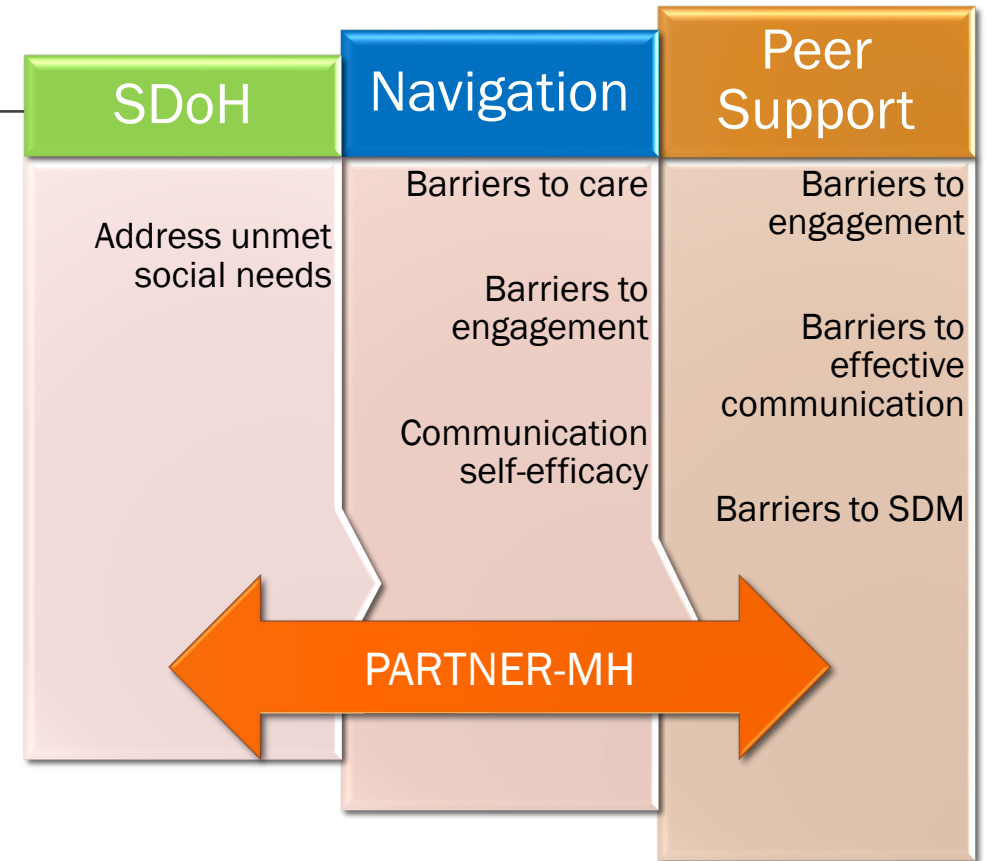 SDoH
Address unmet
social needs
Navigation
Barriers to care
Barriers to
engagement
Communication
self-efficacy
Peer
Support
Barriers to
engagement
Barriers to
effective
communication
Barriers to SDM
PARTNER-MH